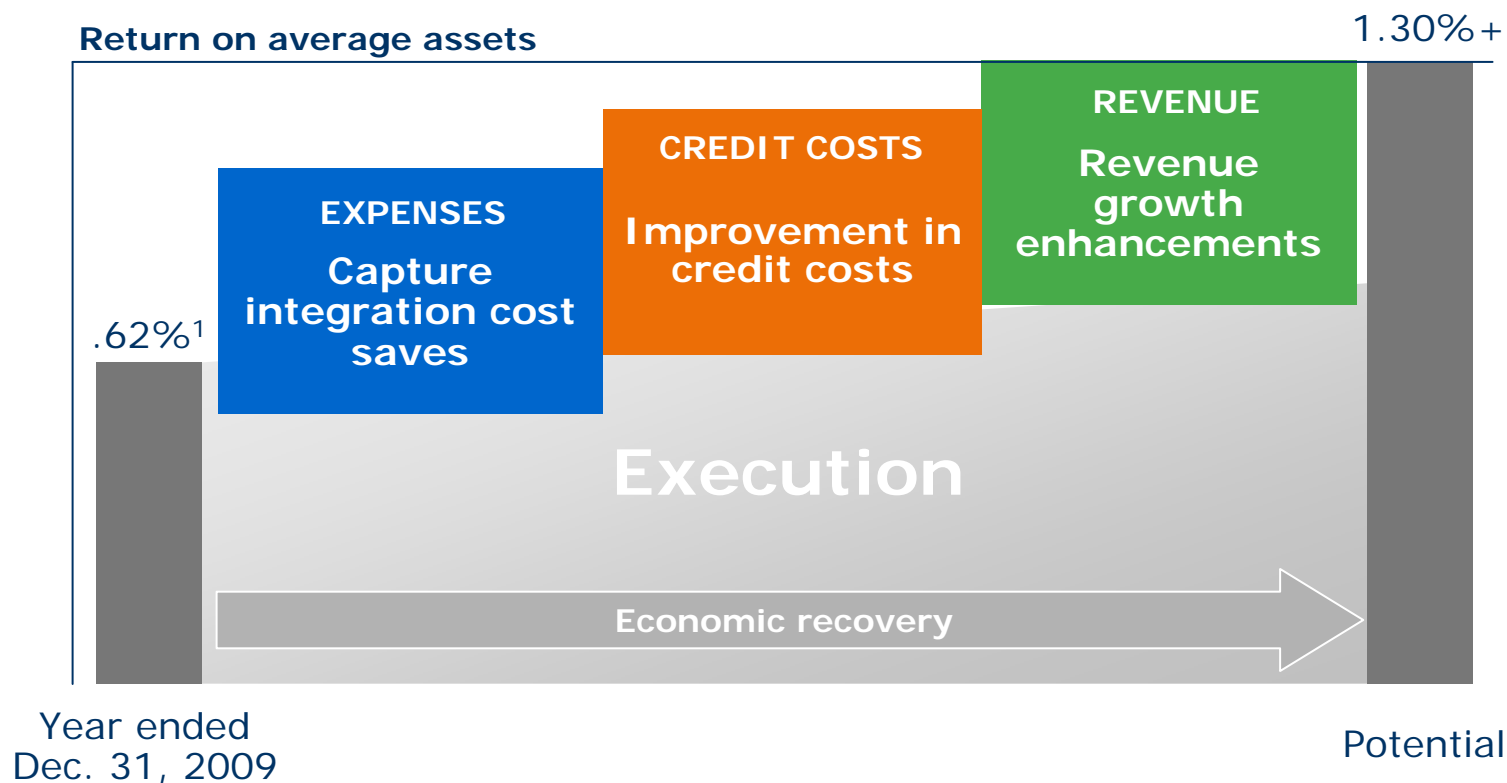 Return on average assets
1.30%+
REVENUE
Revenue
growth
enhancements
CREDIT COSTS
Improvement in
credit costs
EXPENSES
Capture
integration cost
saves
.62%¹
Execution
Economic recovery
Year ended
Dec. 31, 2009
Potential